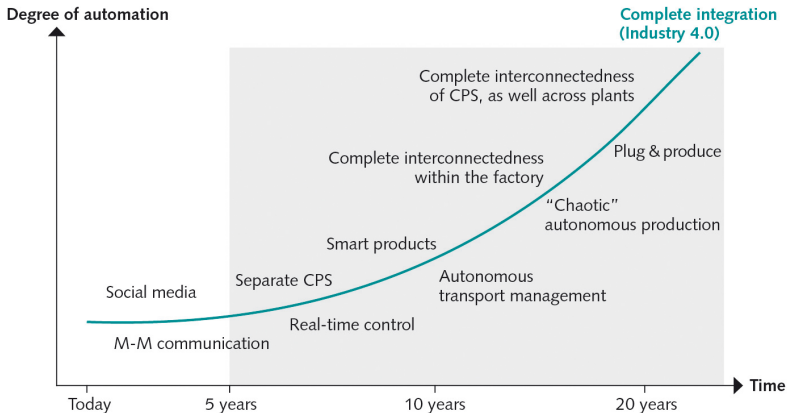 Degree of automation
Complete integration
(Industry 4.0)
Complete interconnectedness
of CPS, as well across plants
Plug & produce
Complete interconnectedness
within the factory
“Chaotic”
autonomous production
Smart products
Autonomous
transport management
Separate CPS
Social media
Real-time control
M-M communication
Time
Today
5 years
10 years
20 years